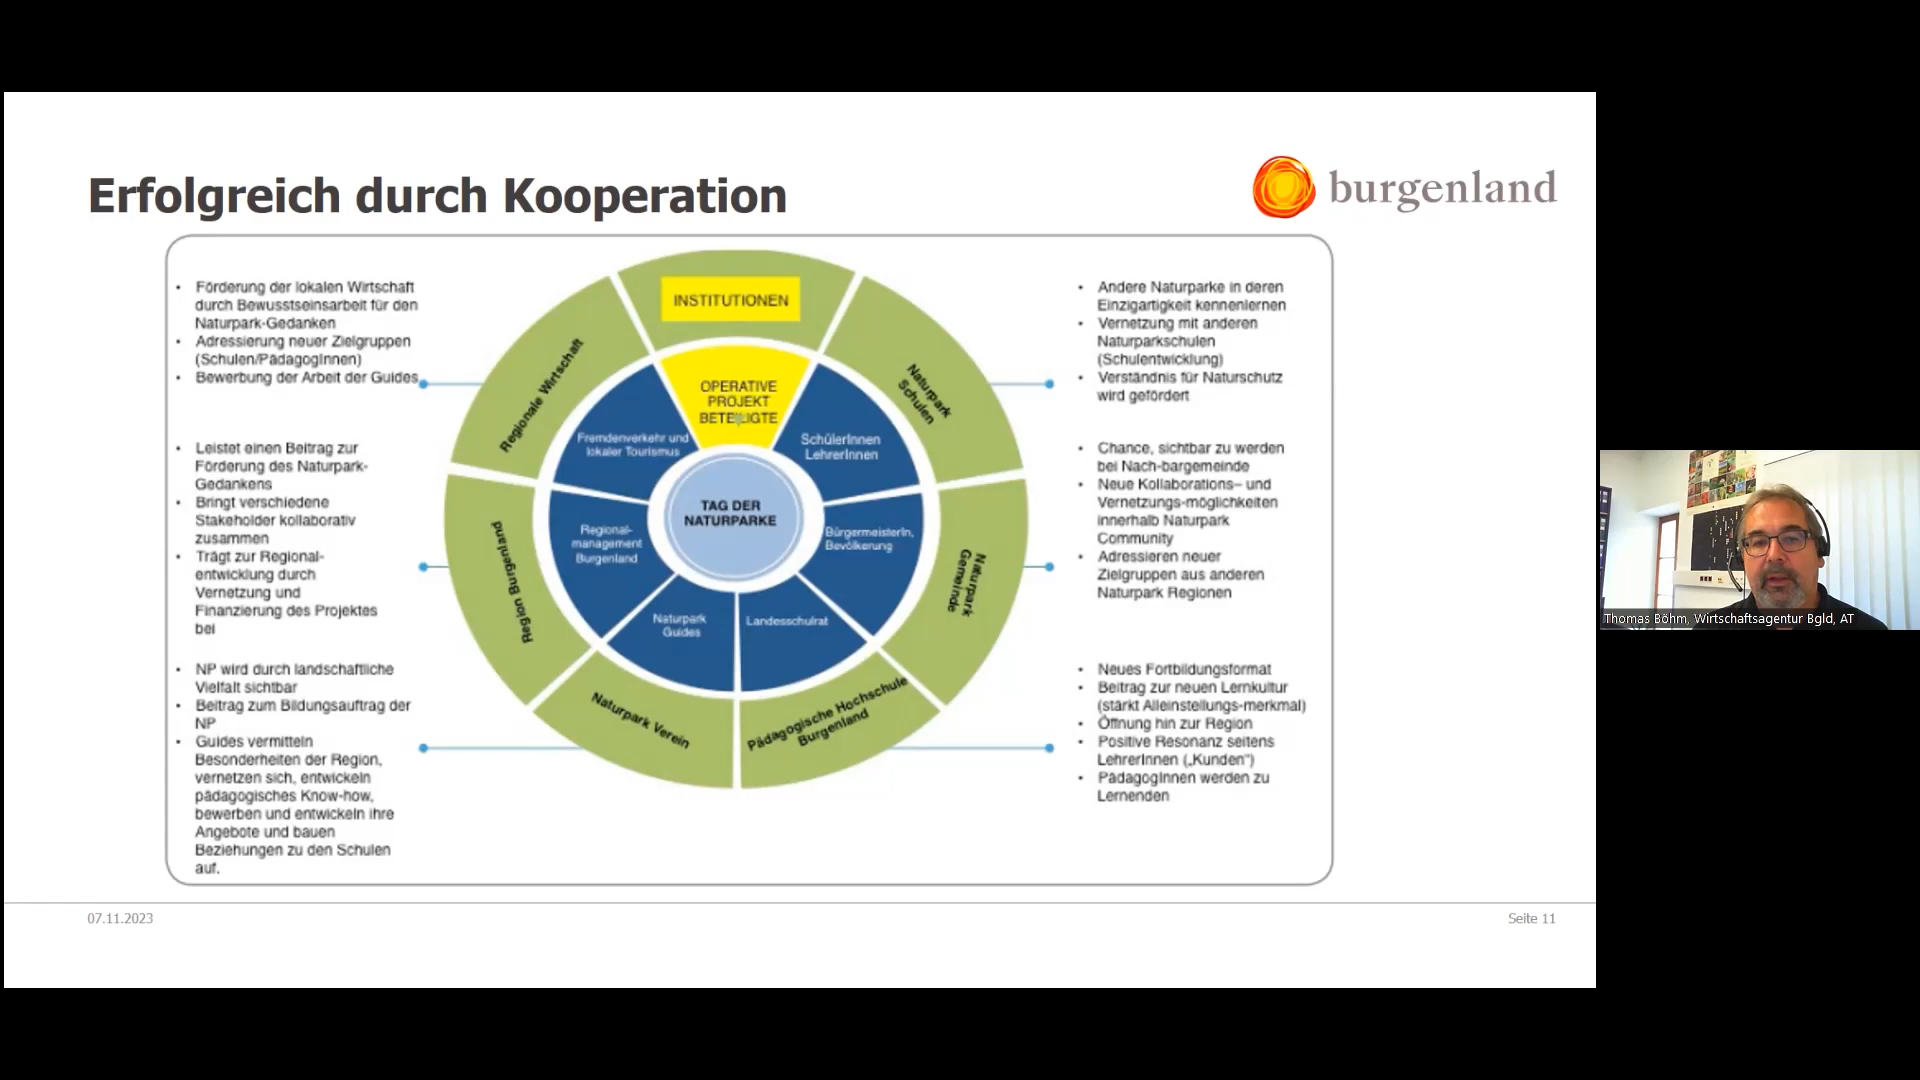 Erfolgreich durch Kooperation
burgenland
• Förderung der lokalen Wirtschaft
durch Bewusstseinsarbeit für den
Naturpark-Gedanken
• Adressierung neuer Zielgruppen
(Schulen/PädagogInnen)
• Bewerbung der Arbeit der Guides
• Leistet einen Beitrag zur
Förderung des Naturpark-
Gedankens
• Bringt verschiedene
Stakeholder kollaborativ
zusammen
• Trägt zur Regional-
entwicklung durch
Vernetzung und
Finanzierung des Projektes
bei
• NP wird durch landschaftliche
Vielfalt sichtbar
• Beitrag zum Bildungsauftrag der
NP
• Guides vermitteln
Besonderheiten der Region,
vernetzen sich, entwickeln
pädagogisches Know-how,
bewerben und entwickeln ihre
Angebote und bauen
Beziehungen zu den Schulen
auf.
INSTITUTIONEN
OPERATIVE
PROJEKT
BETEILIGTE
Regionale Wirtschaft
Naturpark
Schulen
Fremdenverkehr und
lokaler Tourismus
SchülerInnen
LehrerInnen
TAG DER
NATURPARKE
Region Burgenland
Regional-
management
Burgenland
BürgermeisterIn,
Bevölkerung
Naturpark
Gemeinde
Naturpark
Guides
Landesschulrat
Naturpark Verein
Pädagogische Hochschule
Burgenland
• Andere Naturparke in deren
Einzigartigkeit kennenlernen
• Vernetzung mit anderen
Naturparkschulen
(Schulentwicklung)
• Verständnis für Naturschutz
wird gefördert
• Chance, sichtbar zu werden
bei Nach-bargemeinde
• Neue Kollaborations– und
Vernetzungs-möglichkeiten
innerhalb Naturpark
Community
• Adressieren neuer
Zielgruppen aus anderen
Naturpark Regionen
• Neues Fortbildungsformat
• Beitrag zur neuen Lernkultur
(stärkt Alleinstellungs-merkmal)
• Öffnung hin zur Region
• Positive Resonanz seitens
LehrerInnen („Kunden“)
• PädagogInnen werden zu
Lernenden
07.11.2023
Seite 11
Thomas Böhm, Wirtschaftsagentur Bgld, AT